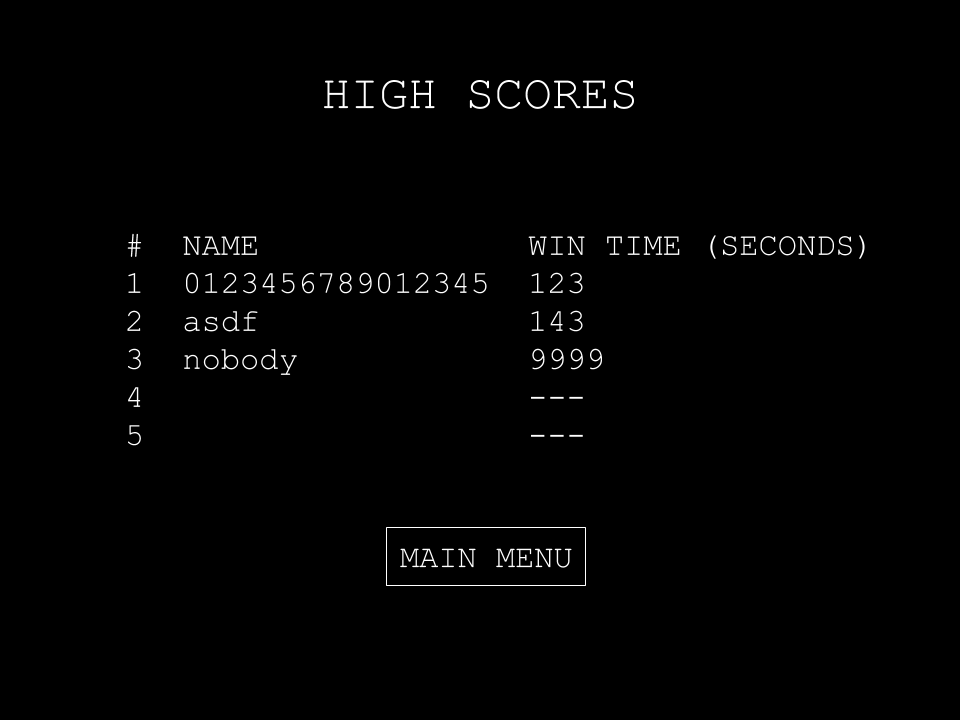 HIGH SCORES
# NAME WIN TIME (SECONDS)
1 0123456789012345 123
2 asdf 143
3 nobody 9999
4 ---
5 ---
MAIN MENU